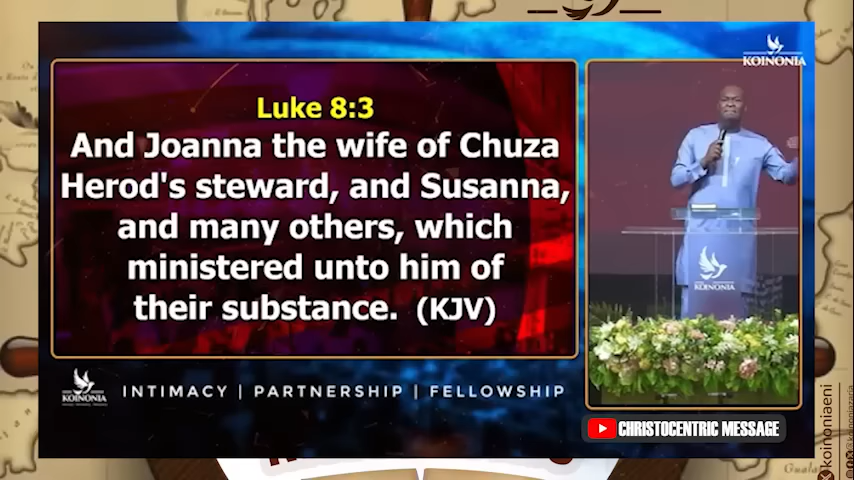 KOINONIA
Luke 8:3
And Joanna the wife of Chuza
Herod's steward, and Susanna,
and many others, which
ministered unto him of
their substance. (KJV)
KOINONIA
KOINONIA
INTIMACY | PARTNERSHIP | FELLOWSHIP
CHRISTOCENTRIC MESSAGE
koinoniaeni